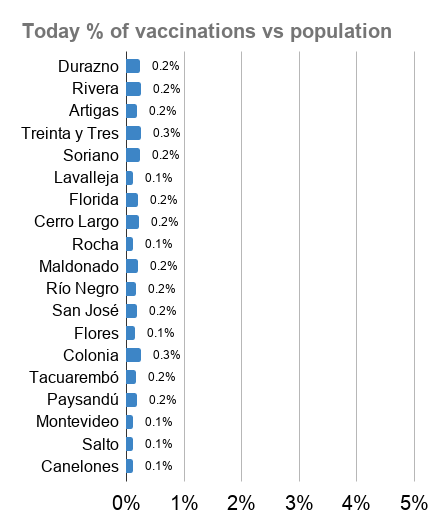 Today % of vaccinations vs population
Durazno 0.2%
Rivera 0.2%
Artigas 0.2%
Treinta y Tres 0.3%
Soriano 0.2%
Lavalleja 0.1%
Florida 0.2%
Cerro Largo 0.2%
Rocha 0.1%
Maldonado 0.2%
Río Negro 0.2%
San José 0.2%
Flores 0.1%
Colonia 0.3%
Tacuarembó 0.2%
Paysandú 0.2%
Montevideo 0.1%
Salto 0.1%
Canelones 0.1%
0% 1% 2% 3% 4% 5%